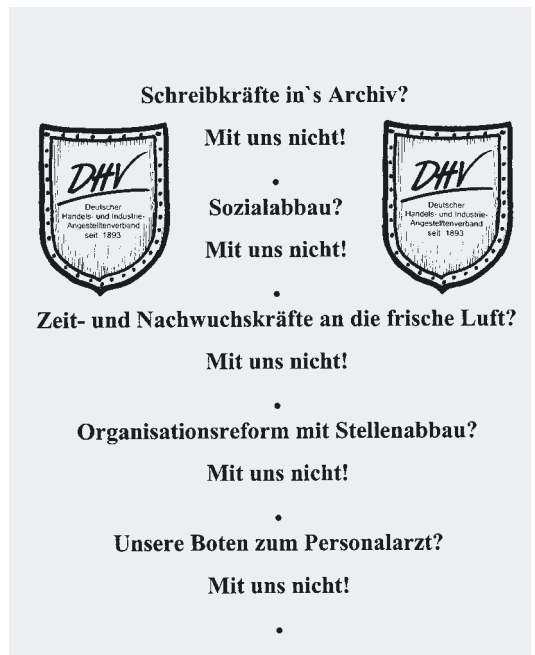 Schreibkräfte in`s Archiv?
Mit uns nicht!
•
DHV
Deutscher
Handels- und Industrie-
Angestelltenverband
seit 1893
DHV
Deutscher
Handels- und Industrie-
Angestelltenverband
seit 1893
Sozialabbau?
Mit uns nicht!
•
Zeit- und Nachwuchskräfte an die frische Luft?
Mit uns nicht!
•
Organisationsreform mit Stellenabbau?
Mit uns nicht!
•
Unsere Boten zum Personalarzt?
Mit uns nicht!
•